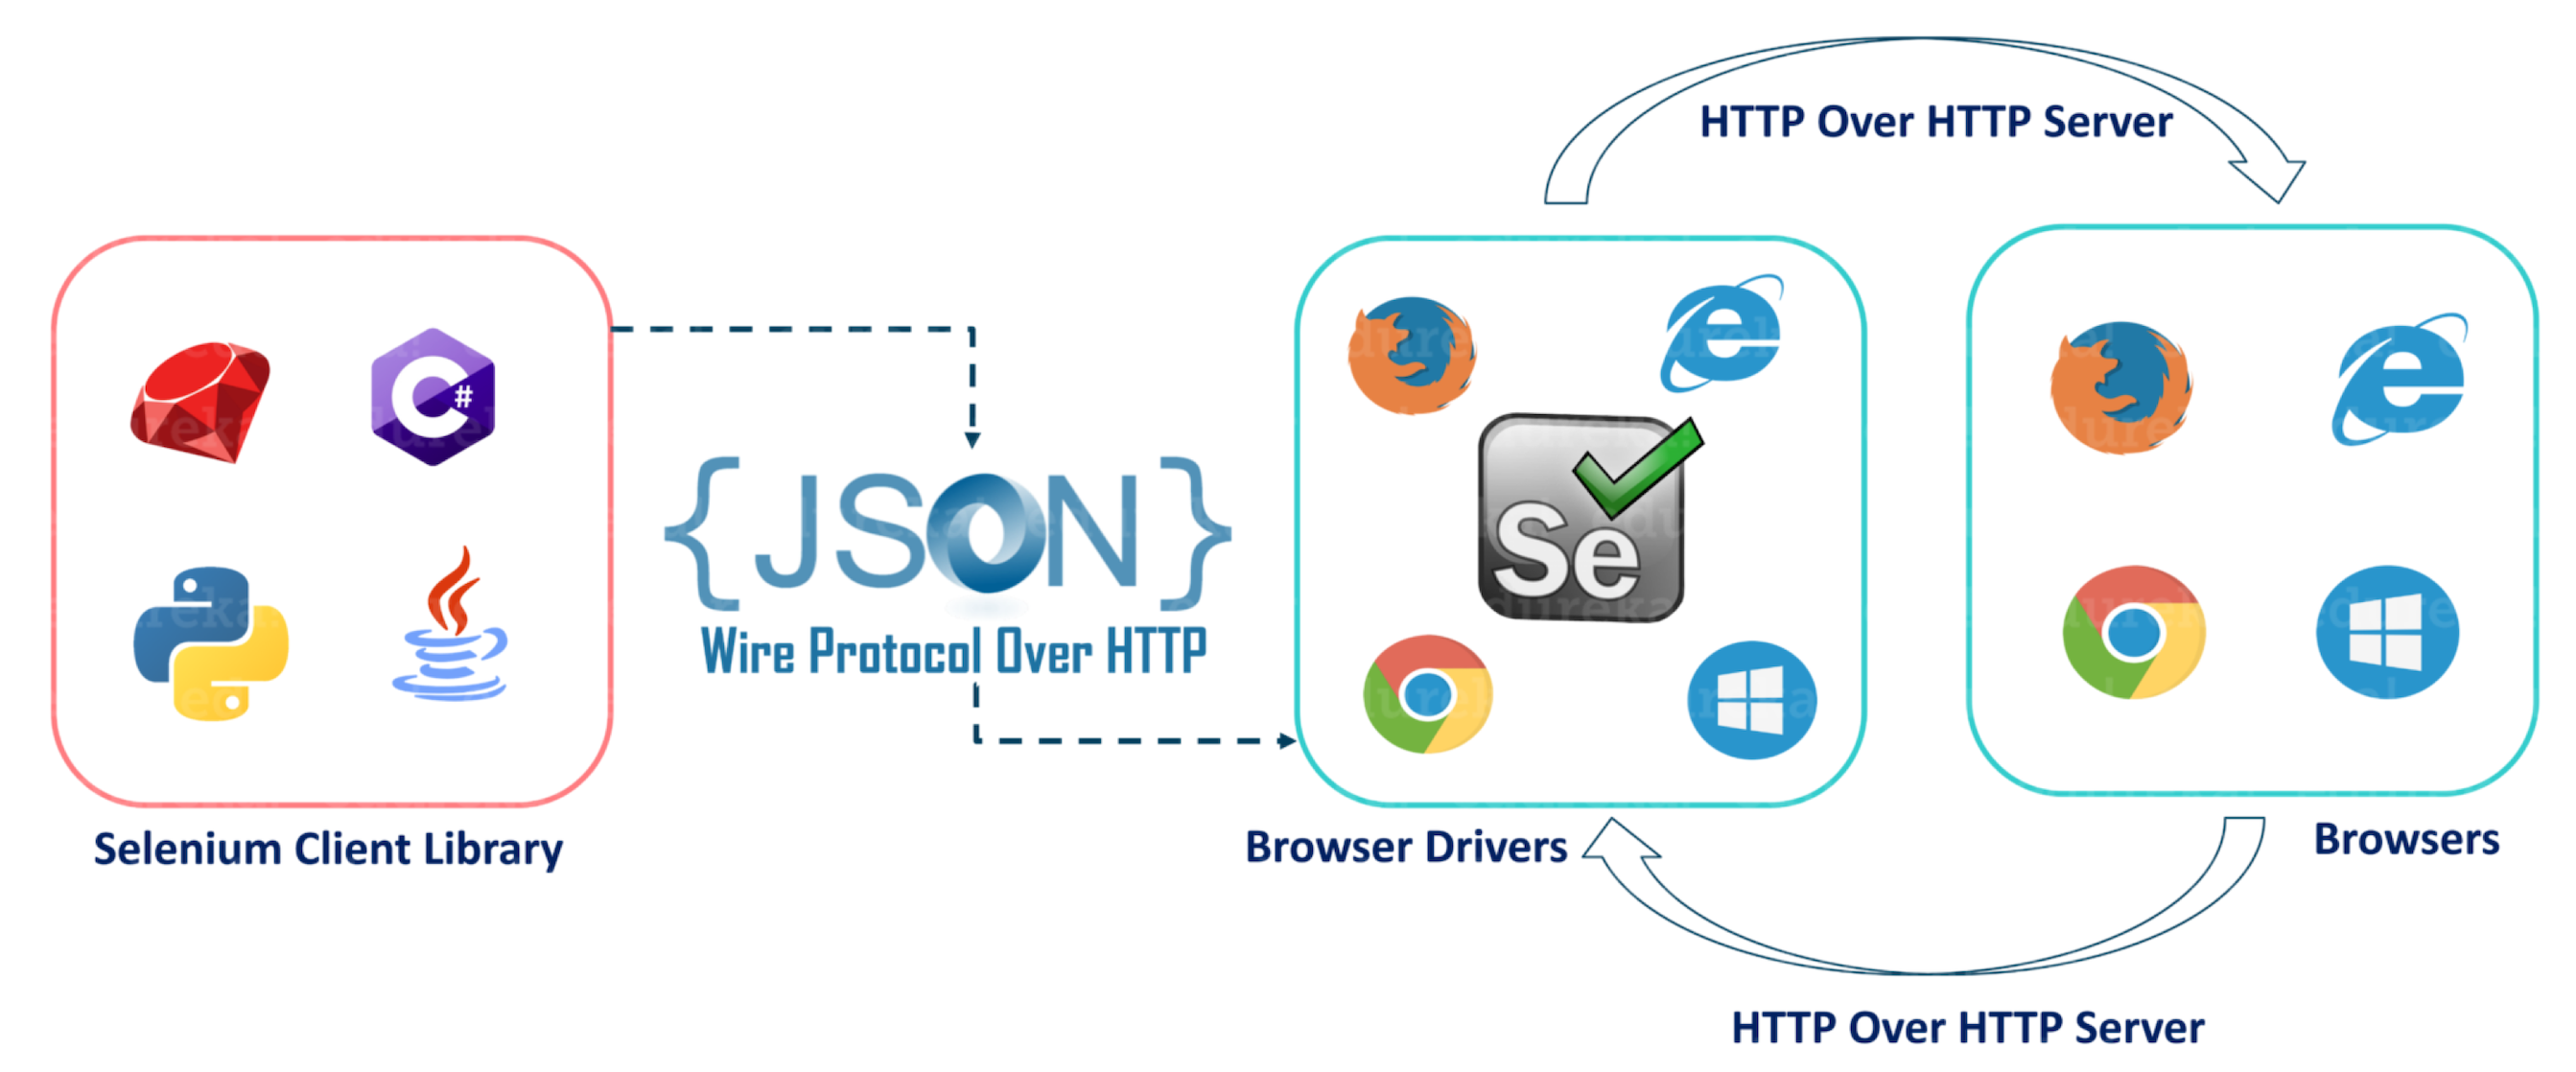 HTTP Over HTTP Server
C#
{JSON}
Wire Protocol Over HTTP
Se
Selenium Client Library
Browser Drivers
Browsers
HTTP Over HTTP Server
edureka!